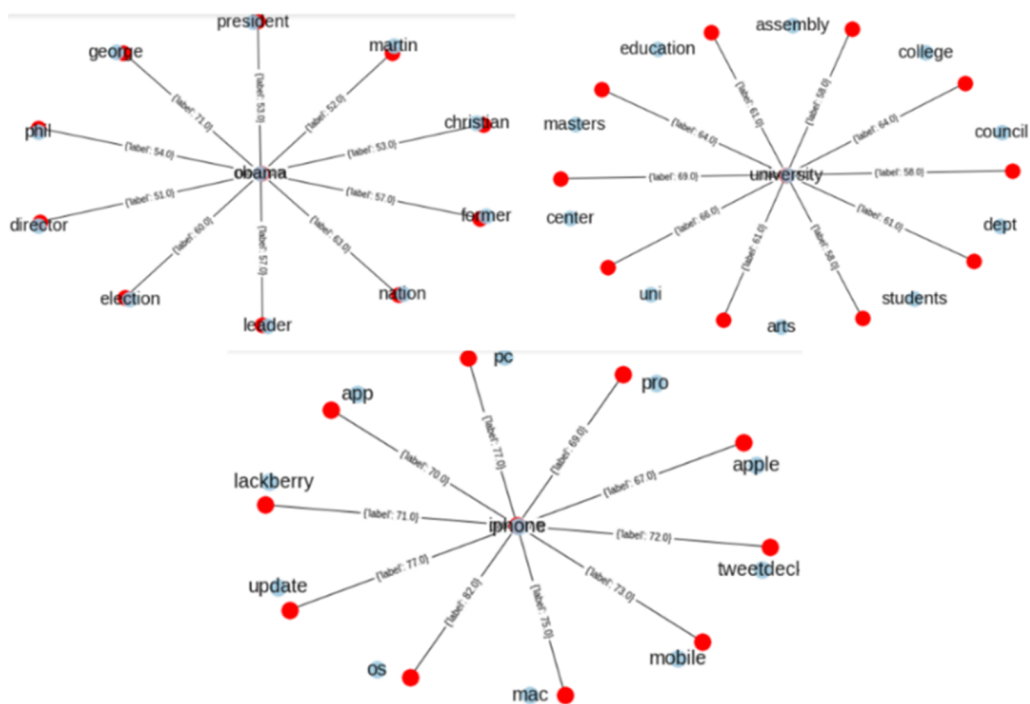 president
george
martin
{'label': 53.0}
{'label': 71.0}
{'label': 52.0}
phil
christian
{'label': 54.0}
{'label': 53.0}
obama
{'label': 51.0}
{'label': 57.0}
director
former
{'label': 60.0}
{'label': 57.0}
{'label': 63.0}
election
nation
leader
assembly
education
college
{'label': 61.0}
{'label': 58.0}
masters
{'label': 64.0}
{'label': 64.0}
council
{'label': 69.0}
university
{'label': 58.0}
center
{'label': 66.0}
{'label': 61.0}
dept
{'label': 61.0}
{'label': 58.0}
uni
students
arts
pc
app
pro
{'label': 77.0}
{'label': 69.0}
{'label': 70.0}
apple
lackberry
{'label': 67.0}
{'label': 71.0}
iphone
{'label': 72.0}
tweetdecl
{'label': 77.0}
update
{'label': 82.0}
{'label': 75.0}
{'label': 73.0}
os
mobile
mac